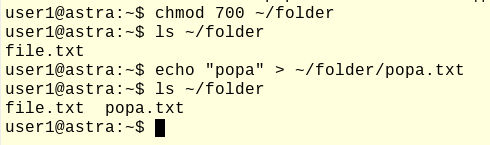 user1@astra:~$ chmod 700 ~/folder
user1@astra:~$ ls ~/folder
file.txt
user1@astra:~$ echo "popa" > ~/folder/popa.txt
user1@astra:~$ ls ~/folder
file.txt  popa.txt
user1@astra:~$